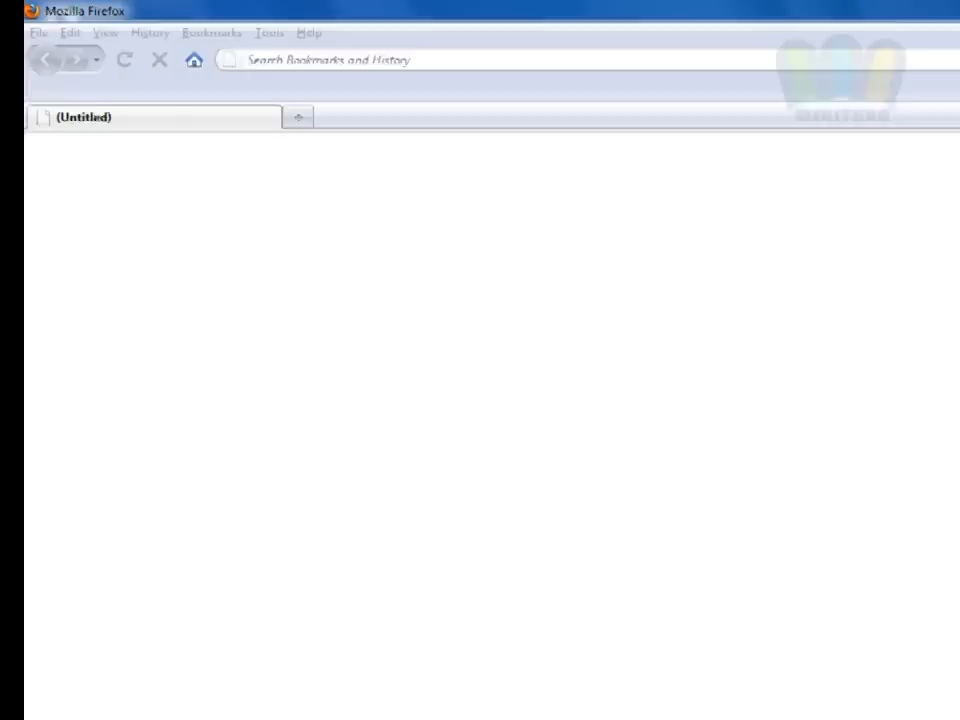 Mozilla Firefox
File Edit View History Bookmarks Tools Help
Search Bookmarks and History
(Untitled)